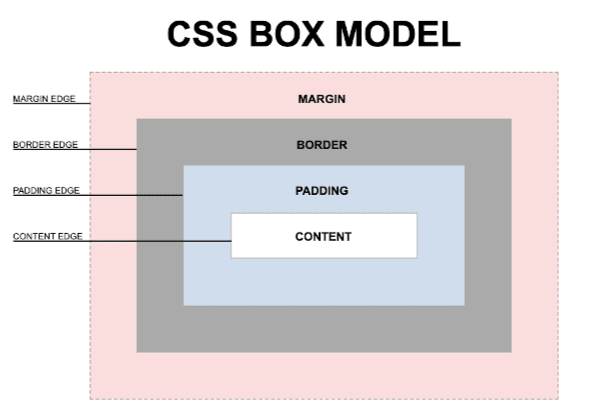 CSS BOX MODEL
MARGIN EDGE
MARGIN
BORDER EDGE
BORDER
PADDING EDGE
PADDING
CONTENT EDGE
CONTENT